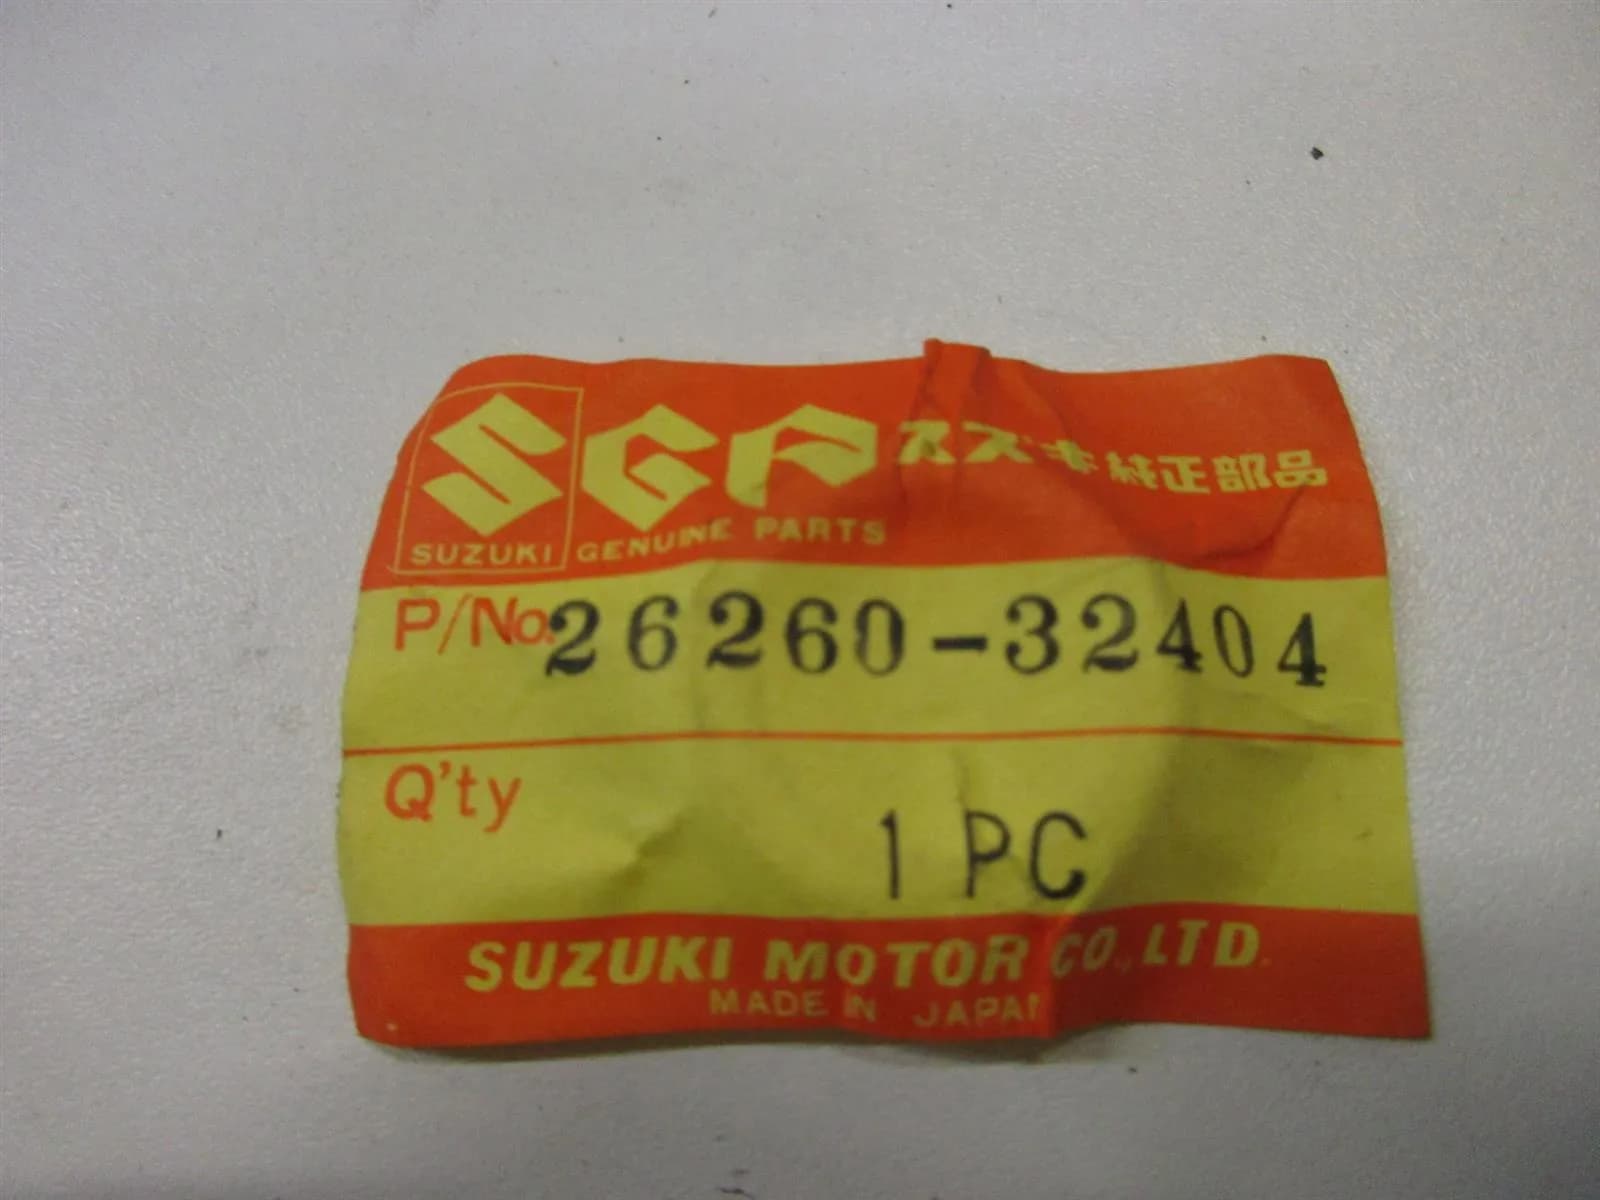 SGP スズキ純正部品
SUZUKI GENUINE PARTS
P/No. 26260-32404
Q'ty
1 PC
SUZUKI MOTOR CO., LTD.
MADE IN JAPAN